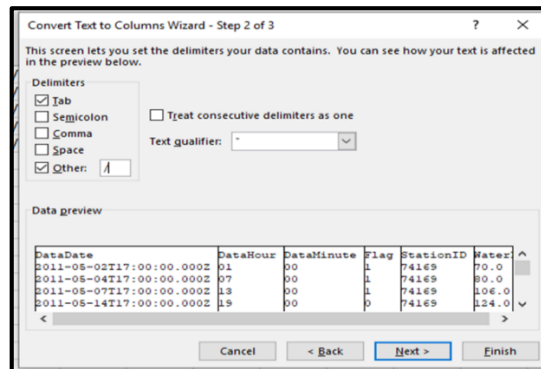 Convert Text to Columns Wizard - Step 2 of 3 ? ×
This screen lets you set the delimiters your data contains. You can see how your text is affected
in the preview below.
Delimiters
Tab
Semicolon
Comma
Space
Other: /
Treat consecutive delimiters as one
Text qualifier: "
Data preview
DataDate DataHour DataMinute Flag StationID Water
2011-05-02T17:00:00.000Z 01 00 1 74169 70.0
2011-05-04T17:00:00.000Z 07 00 1 74169 80.0
2011-05-07T17:00:00.000Z 13 00 1 74169 106.0
2011-05-14T17:00:00.000Z 19 00 0 74169 124.0
Cancel < Back Next > Finish